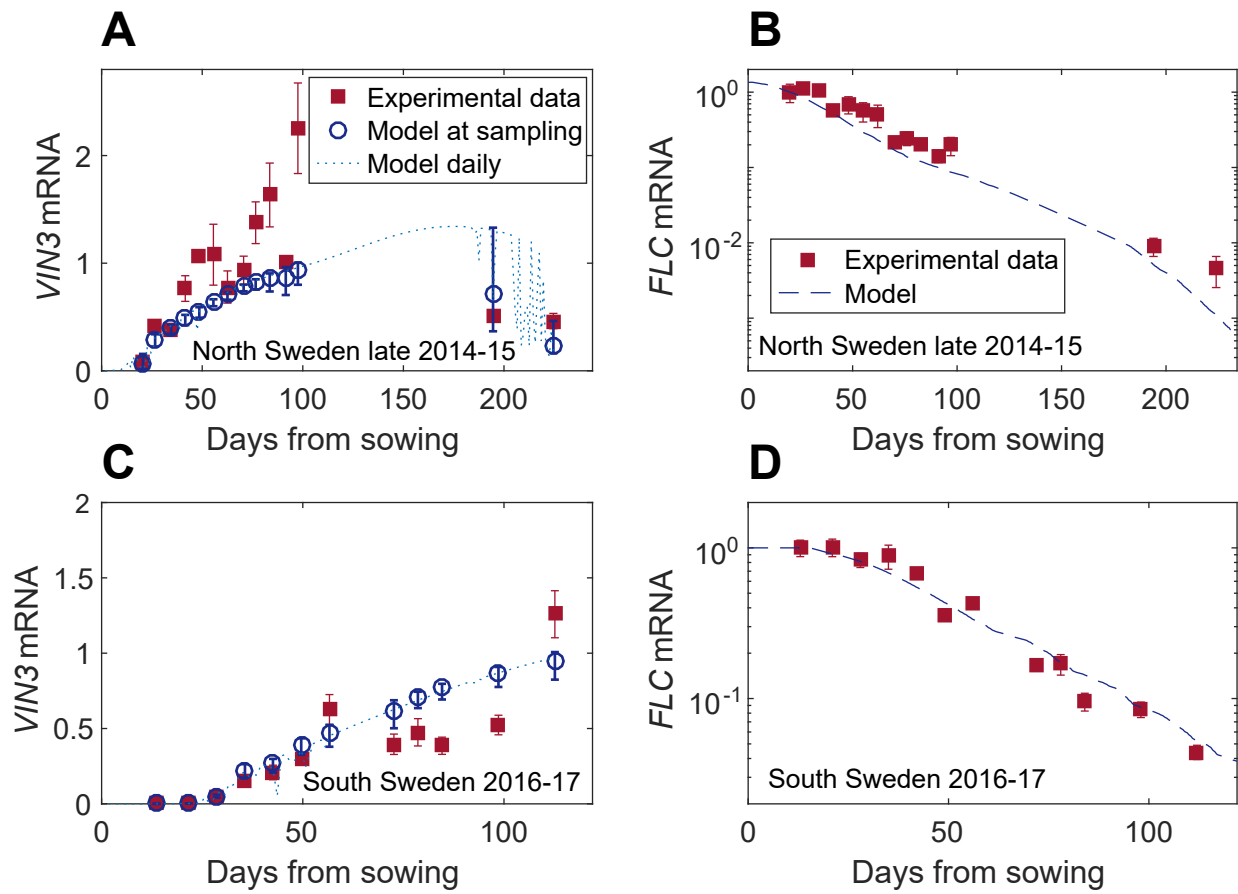 A
VIN3 mRNA
2
1
0
Experimental data
Model at sampling
Model daily
North Sweden late 2014-15
0 50 100 150 200
Days from sowing
B
FLC mRNA
10^0
10^-2
Experimental data
Model
North Sweden late 2014-15
0 50 100 150 200
Days from sowing
C
VIN3 mRNA
2
1.5
1
0.5
0
South Sweden 2016-17
0 50 100
Days from sowing
D
FLC mRNA
10^0
10^-1
South Sweden 2016-17
0 50 100
Days from sowing